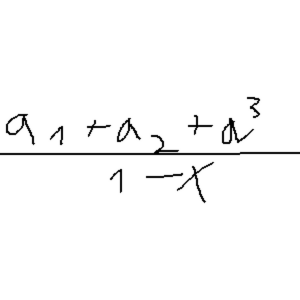 a₁ + a₂ + a³
1 - x